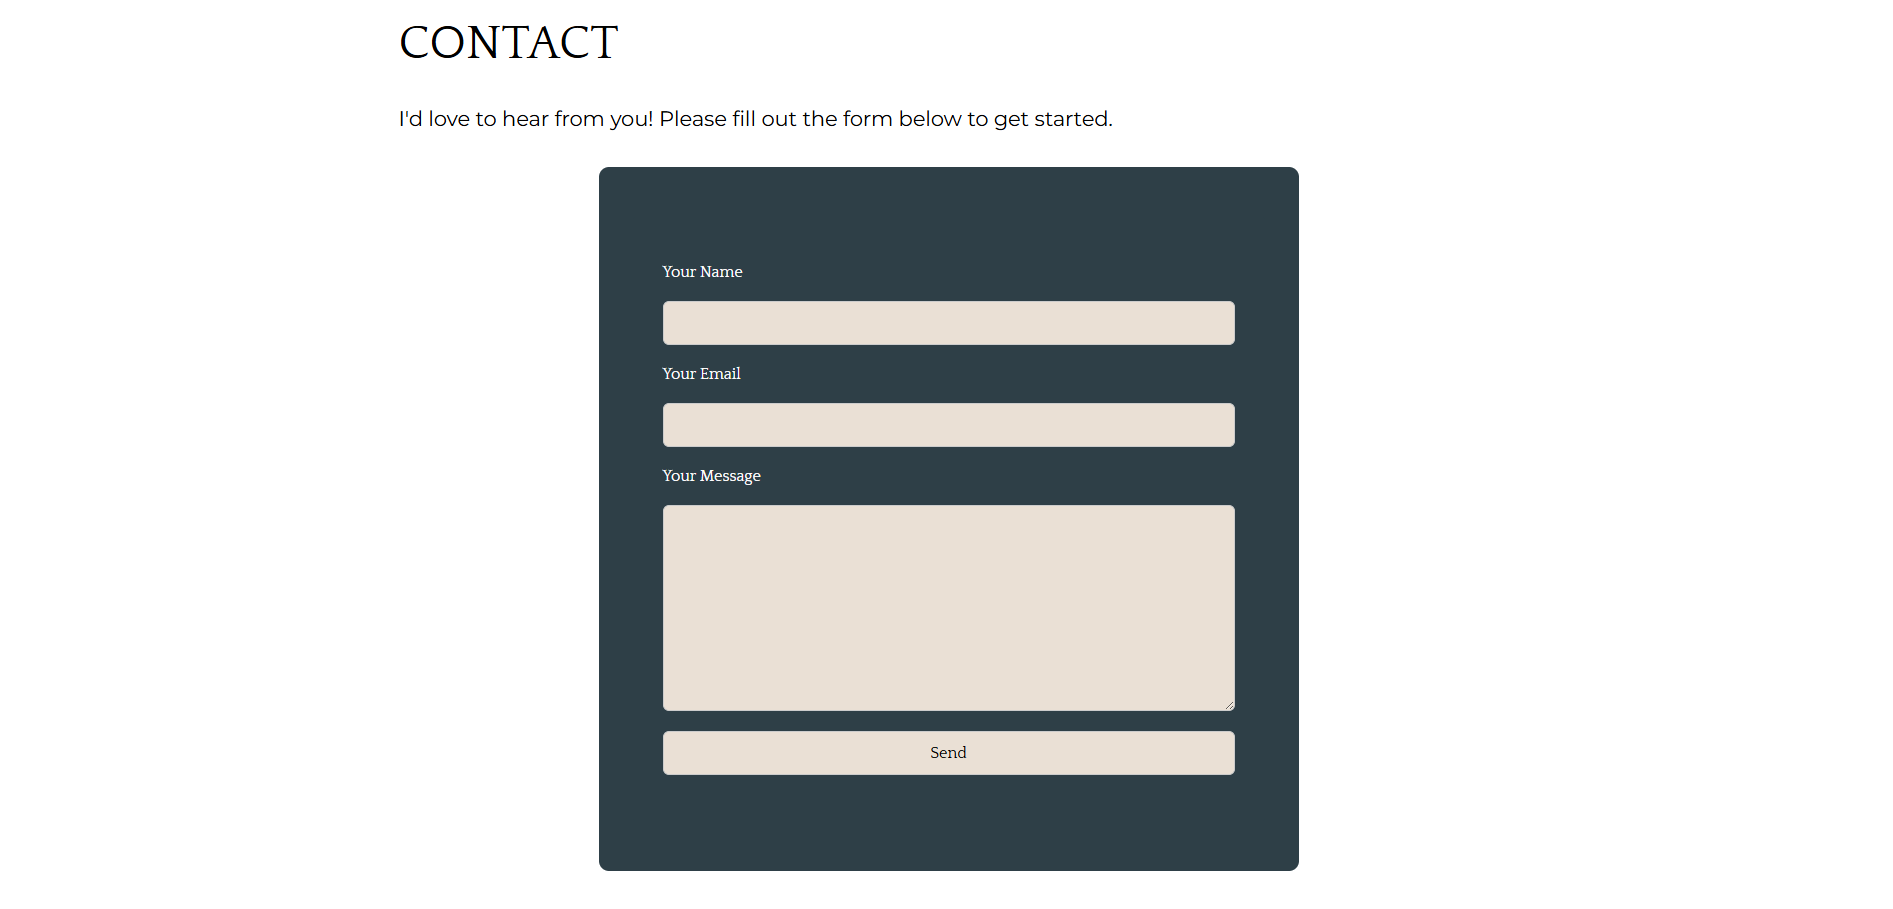 CONTACT
I'd love to hear from you! Please fill out the form below to get started.
Your Name
Your Email
Your Message
Send